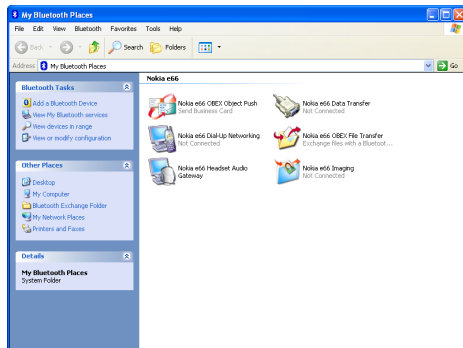 My Bluetooth Places
File Edit View Bluetooth Favorites Tools Help
Back Search Folders
Address My Bluetooth Places Go
Bluetooth Tasks
Add a Bluetooth Device
View My Bluetooth services
View devices in range
View or modify configuration
Other Places
Desktop
My Computer
Bluetooth Exchange Folder
My Network Places
Printers and Faxes
Details
My Bluetooth Places
System Folder
Nokia e66
Nokia e66 OBEX Object Push
Send Business Card
Nokia e66 Data Transfer
Not Connected
Nokia e66 Dial-Up Networking
Not Connected
Nokia e66 OBEX File Transfer
Exchange files with a Bluetoot...
Nokia e66 Headset Audio
Gateway
Nokia e66 Imaging
Not Connected